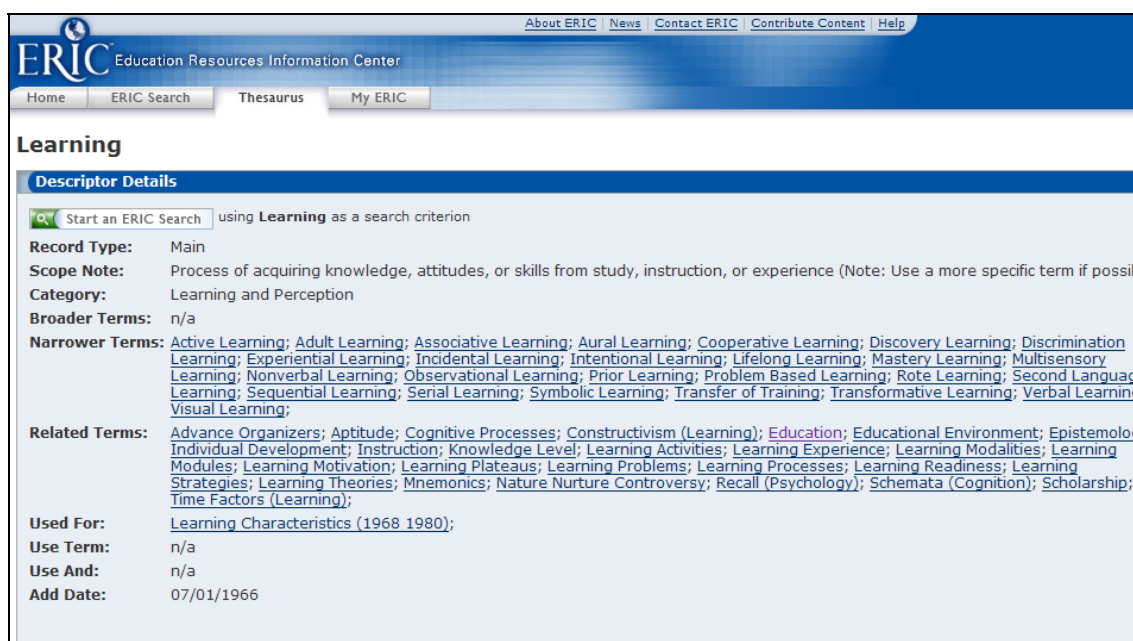 About ERIC | News | Contact ERIC | Contribute Content | Help
ERIC Education Resources Information Center
Home ERIC Search Thesaurus My ERIC
Learning
Descriptor Details
Start an ERIC Search using Learning as a search criterion
Record Type: Main
Scope Note: Process of acquiring knowledge, attitudes, or skills from study, instruction, or experience (Note: Use a more specific term if possi
Category: Learning and Perception
Broader Terms: n/a
Narrower Terms: Active Learning; Adult Learning; Associative Learning; Aural Learning; Cooperative Learning; Discovery Learning; Discrimination
Learning; Experiential Learning; Incidental Learning; Intentional Learning; Lifelong Learning; Mastery Learning; Multisensory
Learning; Nonverbal Learning; Observational Learning; Prior Learning; Problem Based Learning; Rote Learning; Second Languag
Learning; Sequential Learning; Serial Learning; Symbolic Learning; Transfer of Training; Transformative Learning; Verbal Learnin
Visual Learning;
Related Terms: Advance Organizers; Aptitude; Cognitive Processes; Constructivism (Learning); Education; Educational Environment; Epistemolo
Individual Development; Instruction; Knowledge Level; Learning Activities; Learning Experience; Learning Modalities; Learning
Modules; Learning Motivation; Learning Plateaus; Learning Problems; Learning Processes; Learning Readiness; Learning
Strategies; Learning Theories; Mnemonics; Nature Nurture Controversy; Recall (Psychology); Schemata (Cognition); Scholarship;
Time Factors (Learning);
Used For: Learning Characteristics (1968 1980);
Use Term: n/a
Use And: n/a
Add Date: 07/01/1966